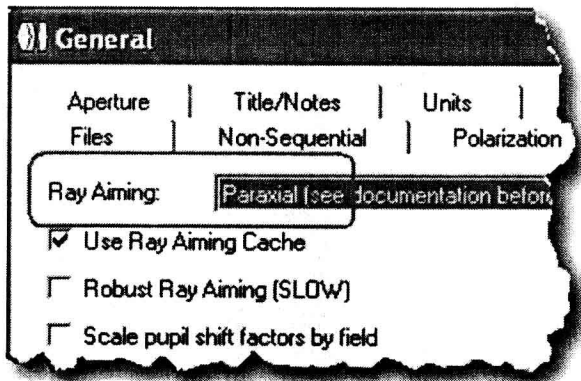 General
Aperture Title/Notes Units
Files Non-Sequential Polarization
Ray Aiming: Paraxial (see documentation before
Use Ray Aiming Cache
Robust Ray Aiming (SLOW)
Scale pupil shift factors by field